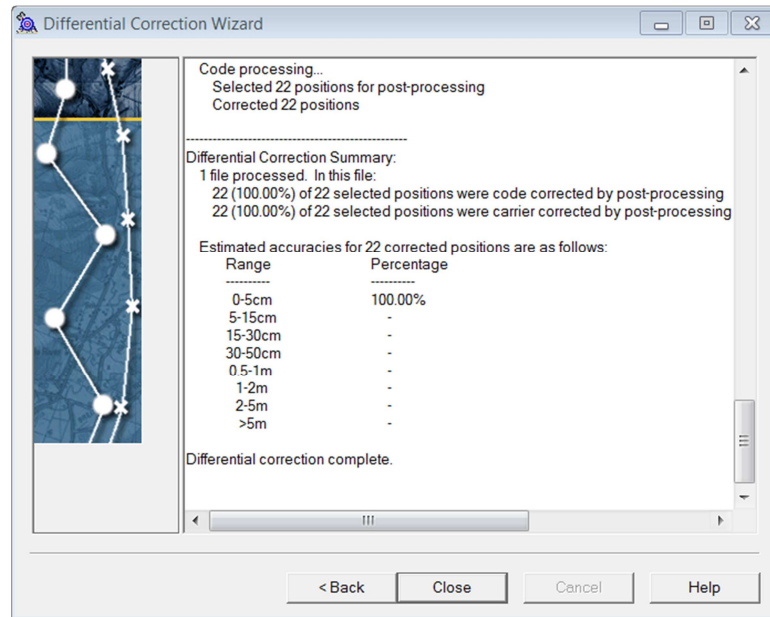 Differential Correction Wizard
Code processing...
Selected 22 positions for post-processing
Corrected 22 positions
--------------------------------------------------
Differential Correction Summary:
1 file processed. In this file:
22 (100.00%) of 22 selected positions were code corrected by post-processing
22 (100.00%) of 22 selected positions were carrier corrected by post-processing
Estimated accuracies for 22 corrected positions are as follows:
Range Percentage
---------- ----------
0-5cm 100.00%
5-15cm -
15-30cm -
30-50cm -
0.5-1m -
1-2m -
2-5m -
>5m -
Differential correction complete.
< Back Close Cancel Help